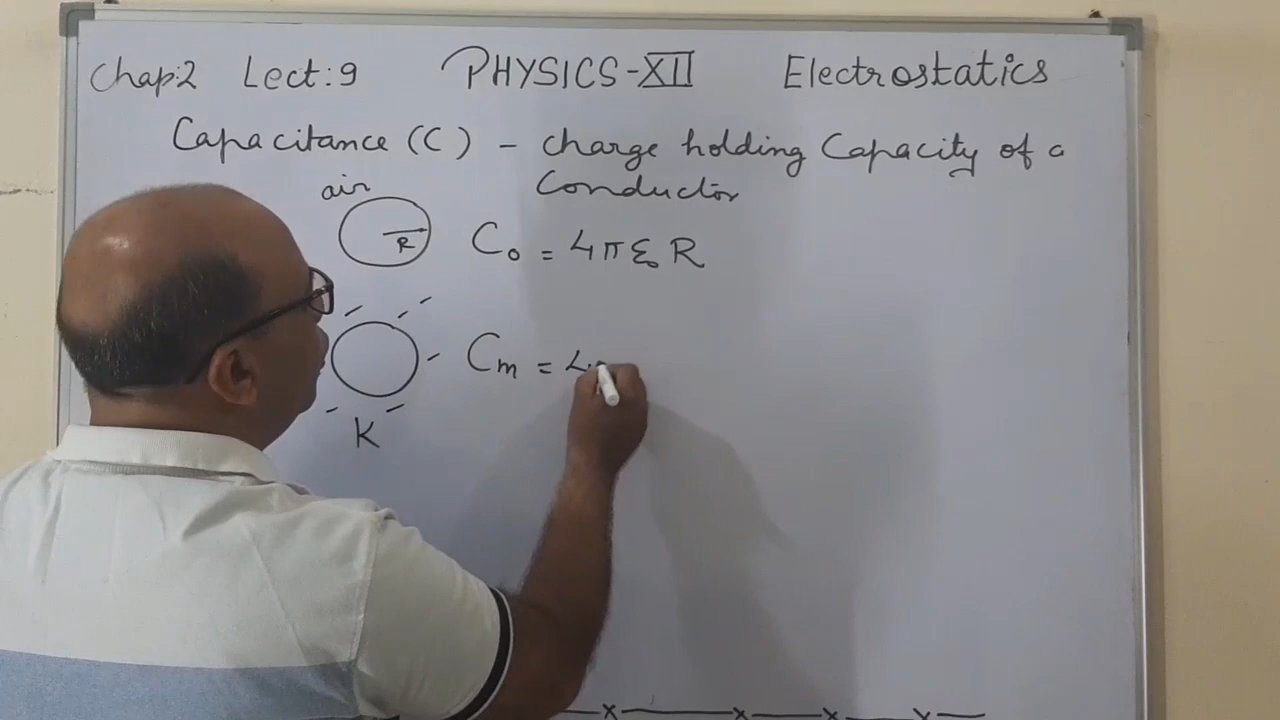 Chap:2 Lect:9 PHYSICS-XII Electrostatics
Capacitance (C) - charge holding Capacity of a
Conductor
air
R C₀ = 4πε₀R
Cm = 4
K